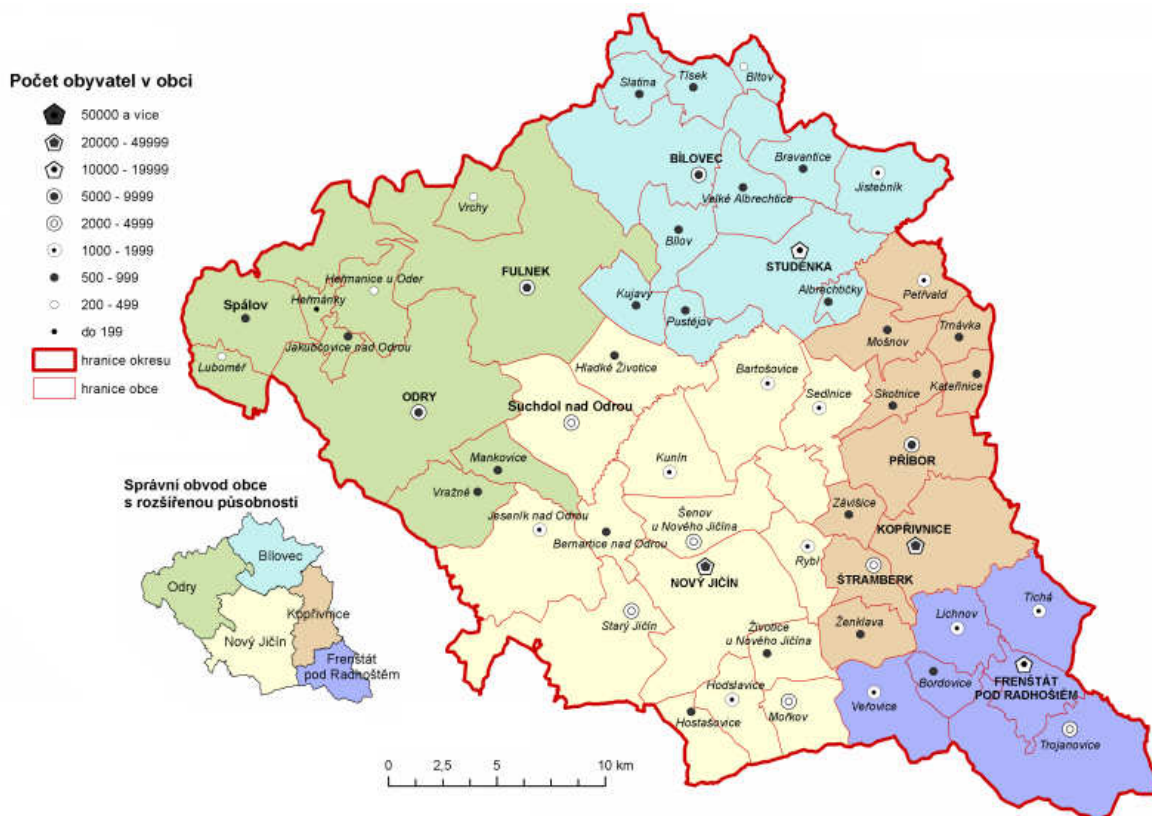 Počet obyvatel v obci
50000 a více
20000 - 49999
10000 - 19999
5000 - 9999
2000 - 4999
1000 - 1999
500 - 999
200 - 499
do 199
hranice okresu
hranice obce
Slatina
Tísek
Bítov
BÍLOVEC
Bravantice
Velké Albrechtice
Jistebník
Vrchy
Bílov
FULNEK
STUDÉNKA
Heřmanice u Oder
Albrechtičky
Petřvald
Spálov
Heřmánky
Kujavy
Pustějov
Mošnov
Trnávka
Jakubčovice nad Odrou
Luboměř
Hladké Životice
Bartošovice
Kateřinice
Sedlnice
Skotnice
ODRY
Suchdol nad Odrou
Mankovice
Kunín
PŘÍBOR
Správní obvod obce
s rozšířenou působností
Vražné
Jeseník nad Odrou
Šenov
u Nového Jičína
Závišice
KOPŘIVNICE
Bernartice nad Odrou
Rybí
NOVÝ JIČÍN
ŠTRAMBERK
Bílovec
Odry
Kopřivnice
Nový Jičín
Frenštát
pod Radhoštěm
Starý Jičín
Životice
u Nového Jičína
Ženklava
Lichnov
Tichá
Hodslavice
Hostašovice
Mořkov
Veřovice
Bordovice
FRENŠTÁT
POD RADHOŠTĚM
Trojanovice
0 2,5 5 10 km